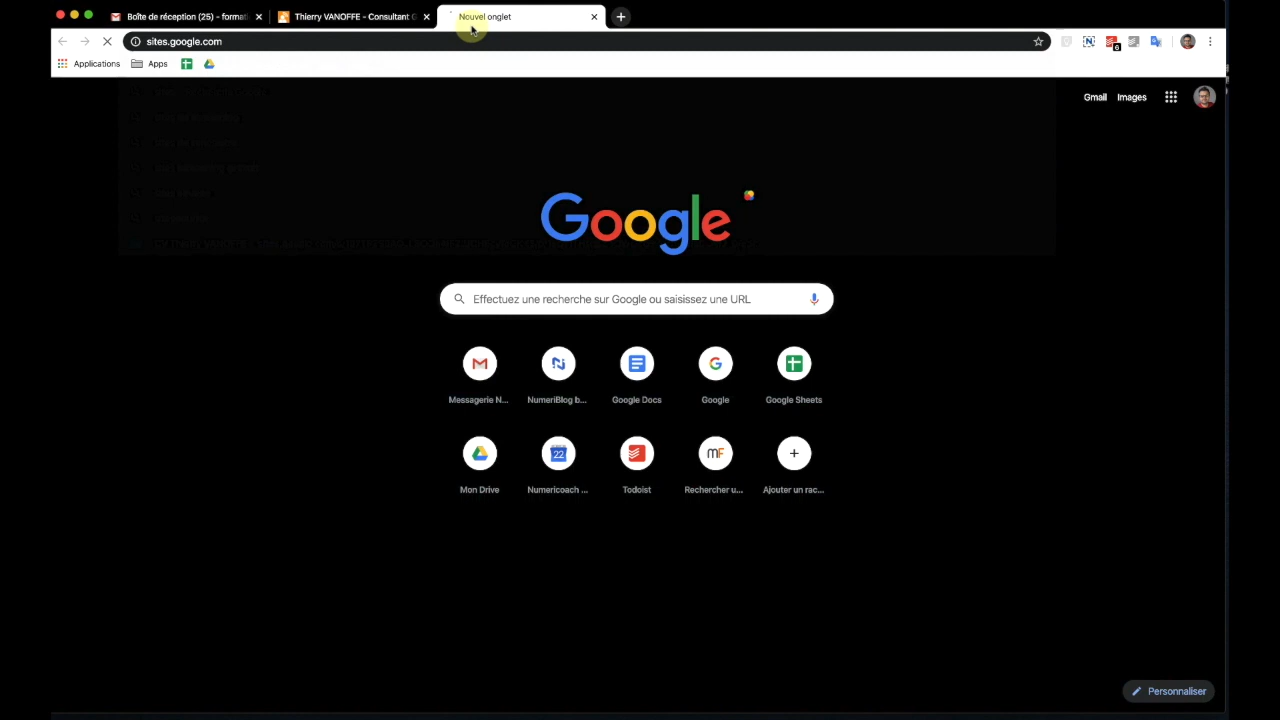 Boîte de réception (25) - format
Thierry VANOFFE - Consultant G
Nouvel onglet
sites.google.com
6
Applications
Apps
Gmail
Images
Google
Effectuez une recherche sur Google ou saisissez une URL
Messagerie N...
NumeriBlog b...
Google Docs
Google
Google Sheets
22
Mon Drive
Numericoach ...
Todoist
Rechercher u...
Ajouter un rac...
Personnaliser